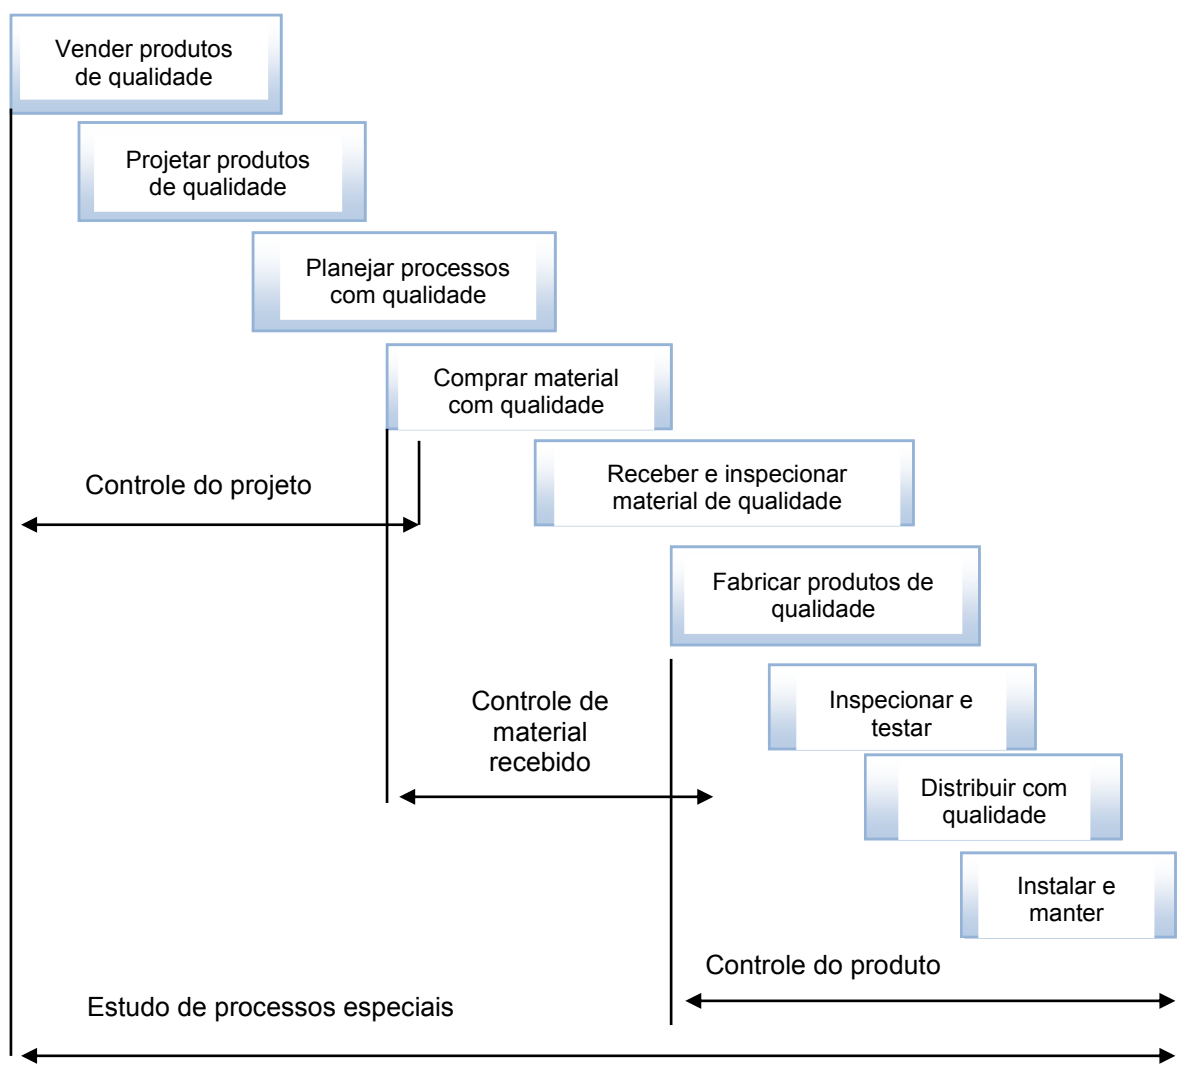 Vender produtos
de qualidade
Projetar produtos
de qualidade
Planejar processos
com qualidade
Comprar material
com qualidade
Receber e inspecionar
material de qualidade
Controle do projeto
Fabricar produtos de
qualidade
Controle de
material
recebido
Inspecionar e
testar
Distribuir com
qualidade
Instalar e
manter
Controle do produto
Estudo de processos especiais